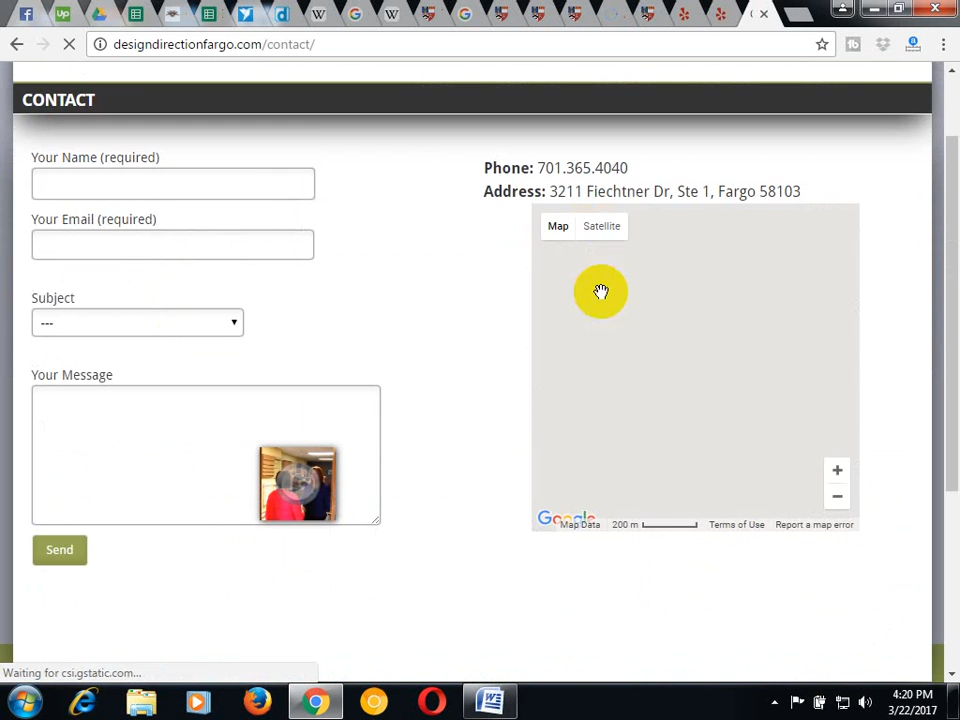 designdirectionfargo.com/contact/
CONTACT
Your Name (required)
Phone: 701.365.4040
Address: 3211 Fiechtner Dr, Ste 1, Fargo 58103
Your Email (required)
Map Satellite
Subject
---
Your Message
+
−
Google Map Data 200 m Terms of Use Report a map error
Send
Waiting for csi.gstatic.com...
4:20 PM
3/22/2017